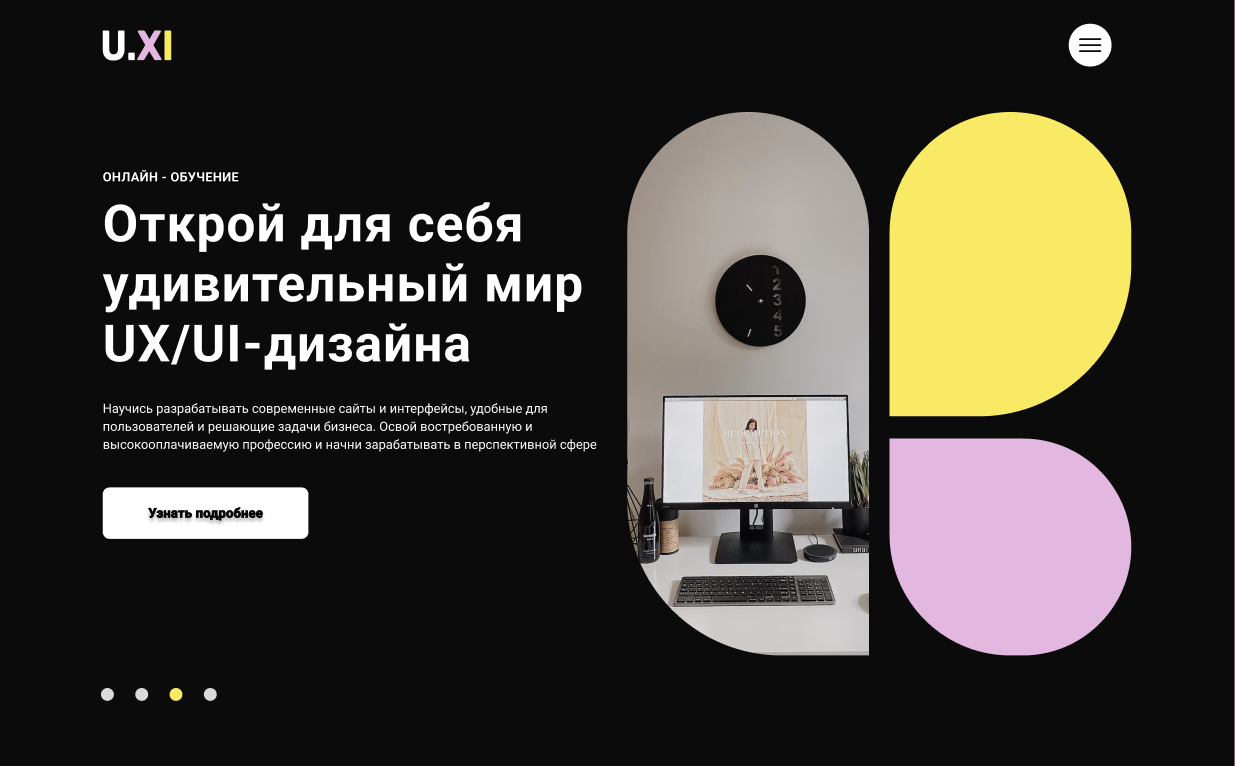 U.XI
ОНЛАЙН - ОБУЧЕНИЕ
Открой для себя
удивительный мир
UX/UI-дизайна
Научись разрабатывать современные сайты и интерфейсы, удобные для
пользователей и решающие задачи бизнеса. Освой востребованную и
высокооплачиваемую профессию и начни зарабатывать в перспективной сфере
Узнать подробнее
1
2
3
4
5
REDEMPTION